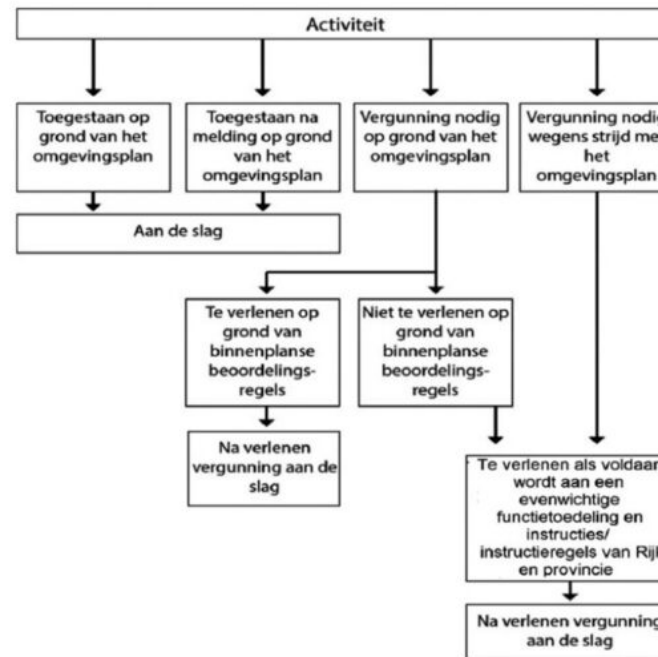 Activiteit
Toegestaan op
grond van het
omgevingsplan
Toegestaan na
melding op grond
van het
omgevingsplan
Vergunning nodig
op grond van het
omgevingsplan
Vergunning nodig
wegens strijd me
het
omgevingsplan
Aan de slag
Te verlenen op
grond van
binnenplanse
beoordelings-
regels
Niet te verlenen op
grond van
binnenplanse
beoordelings-
regels
Na verlenen
vergunning aan de
slag
Te verlenen als voldaan
wordt aan een
evenwichtige
functietoedeling en
instructies/
instructieregels van Rijk
en provincie
Na verlenen vergunning
aan de slag